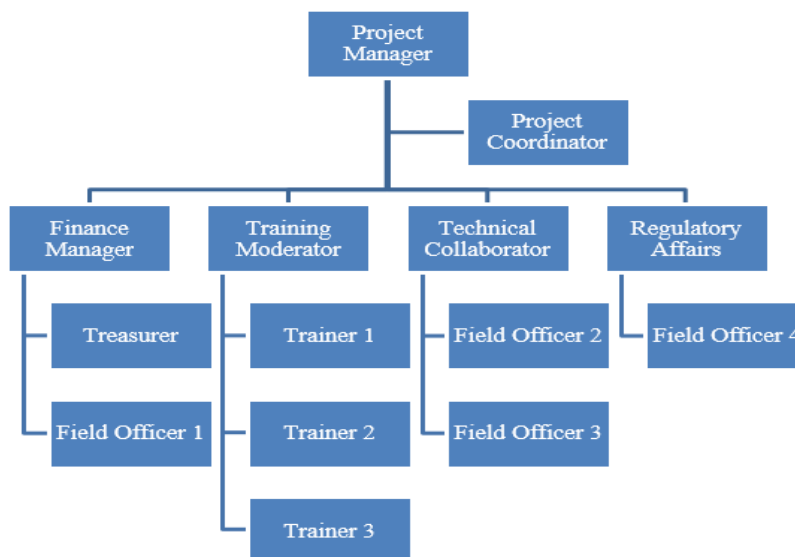 Project
Manager
Project
Coordinator
Finance
Manager
Training
Moderator
Technical
Collaborator
Regulatory
Affairs
Treasurer
Trainer 1
Field Officer 2
Field Officer 4
Field Officer 1
Trainer 2
Field Officer 3
Trainer 3